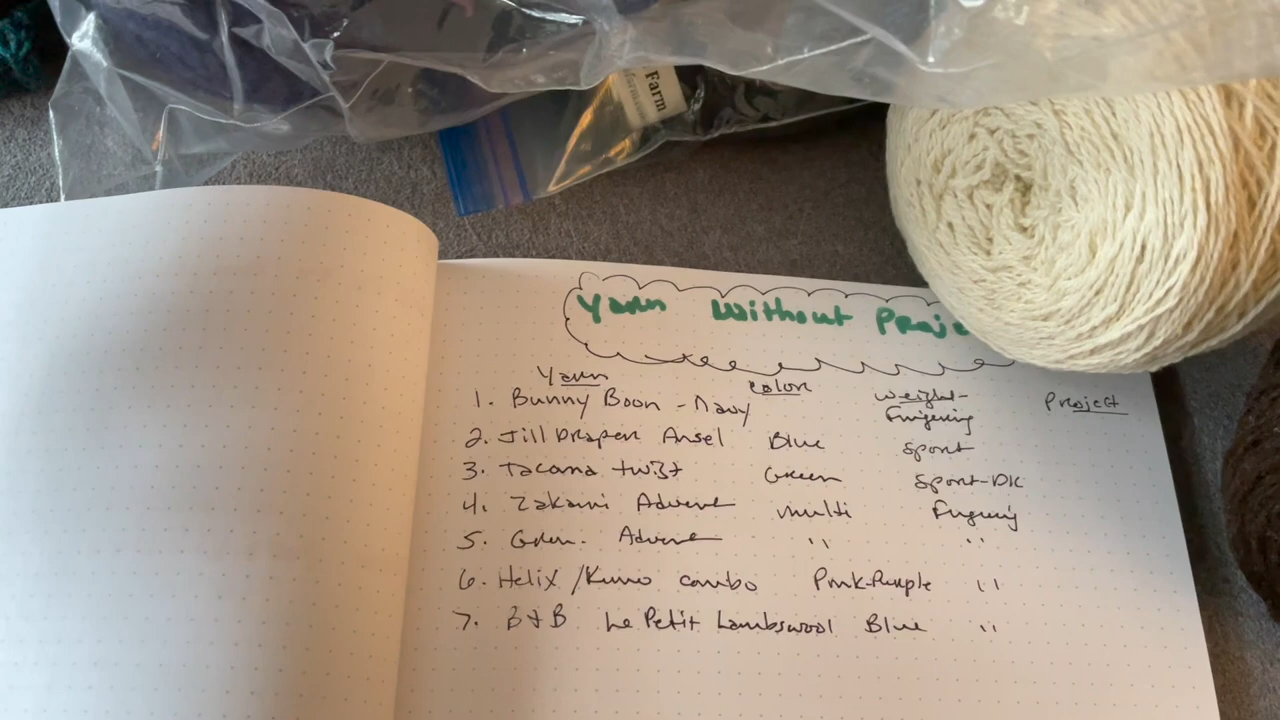 Farm
Yarn Without Proje
Yarn color weight- Project
1. Bunny Boon - Navy Fingering
2. Jill Draper Ansel Blue Sport
3. Tacoma twist Green Sport-DK
4. Zakami Advent multi Fingering
5. Advent " "
6. Helix/Kumo combo Pink-Purple "
7. B+B Le Petit Lambswool Blue "